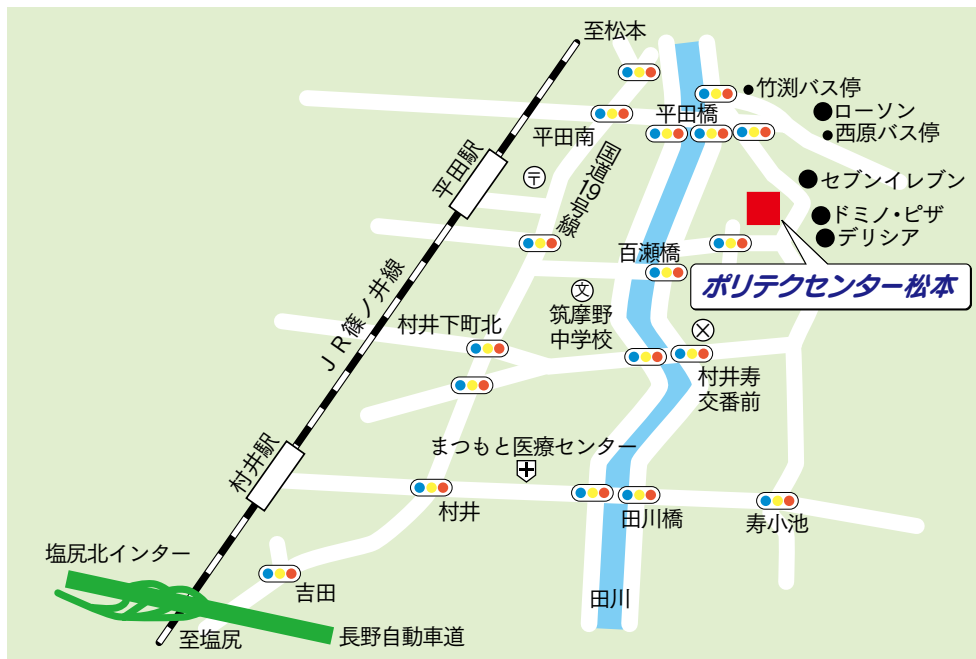 至松本
竹渕バス停
ローソン
平田橋
西原バス停
平田南
平田駅
〒
国道19号線
セブンイレブン
ドミノ・ピザ
デリシア
百瀬橋
ポリテクセンター松本
文
筑摩野
中学校
JR篠ノ井線
村井下町北
村井寿
交番前
まつもと医療センター
村井駅
村井
田川橋
寿小池
塩尻北インター
吉田
田川
至塩尻
長野自動車道